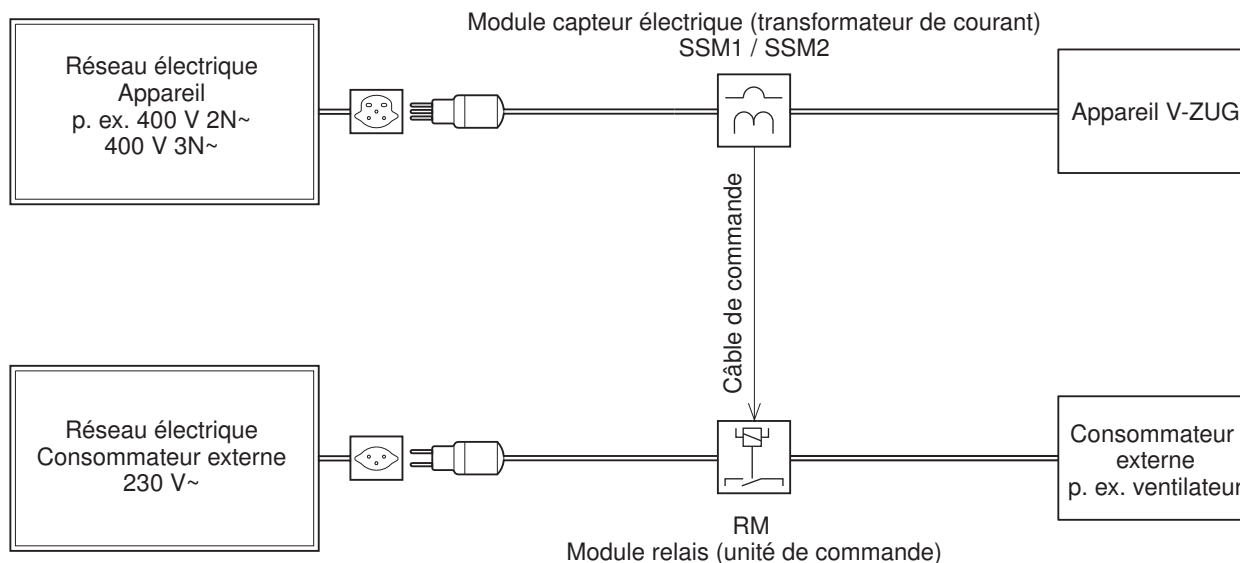 Module capteur électrique (transformateur de courant)
SSM1 / SSM2
Réseau électrique
Appareil
p. ex. 400 V 2N~
400 V 3N~
Appareil V-ZUG
Câble de commande
Réseau électrique
Consommateur externe
230 V~
Consommateur
externe
p. ex. ventilateur
RM
Module relais (unité de commande)